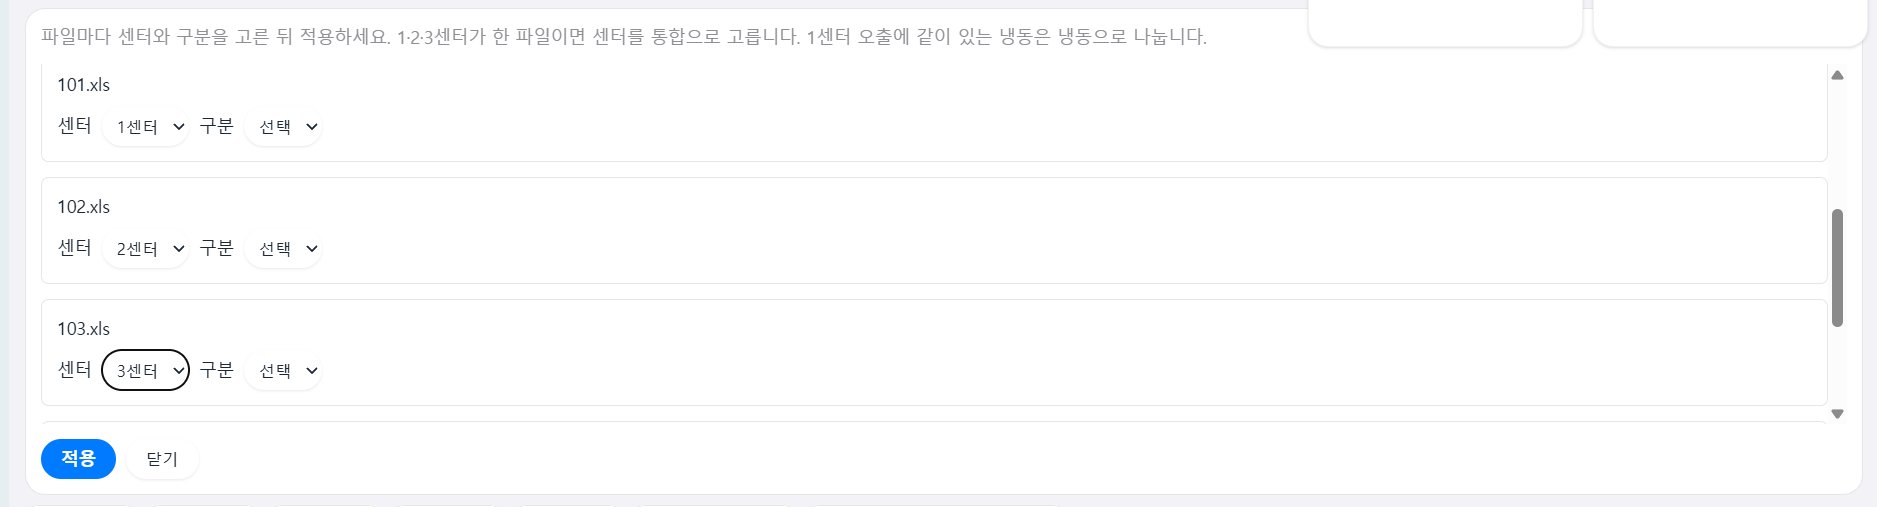 파일마다 센터와 구분을 고른 뒤 적용하세요. 1·2·3센터가 한 파일이면 센터를 통합으로 고릅니다. 1센터 오출에 같이 있는 냉동은 냉동으로 나눕니다.
101.xls
센터 1센터 구분 선택
102.xls
센터 2센터 구분 선택
103.xls
센터 3센터 구분 선택
적용 닫기